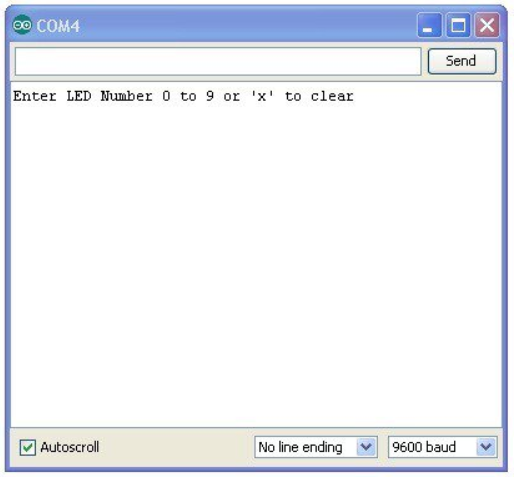 COM4
Send
Enter LED Number 0 to 9 or 'x' to clear
Autoscroll
No line ending
9600 baud